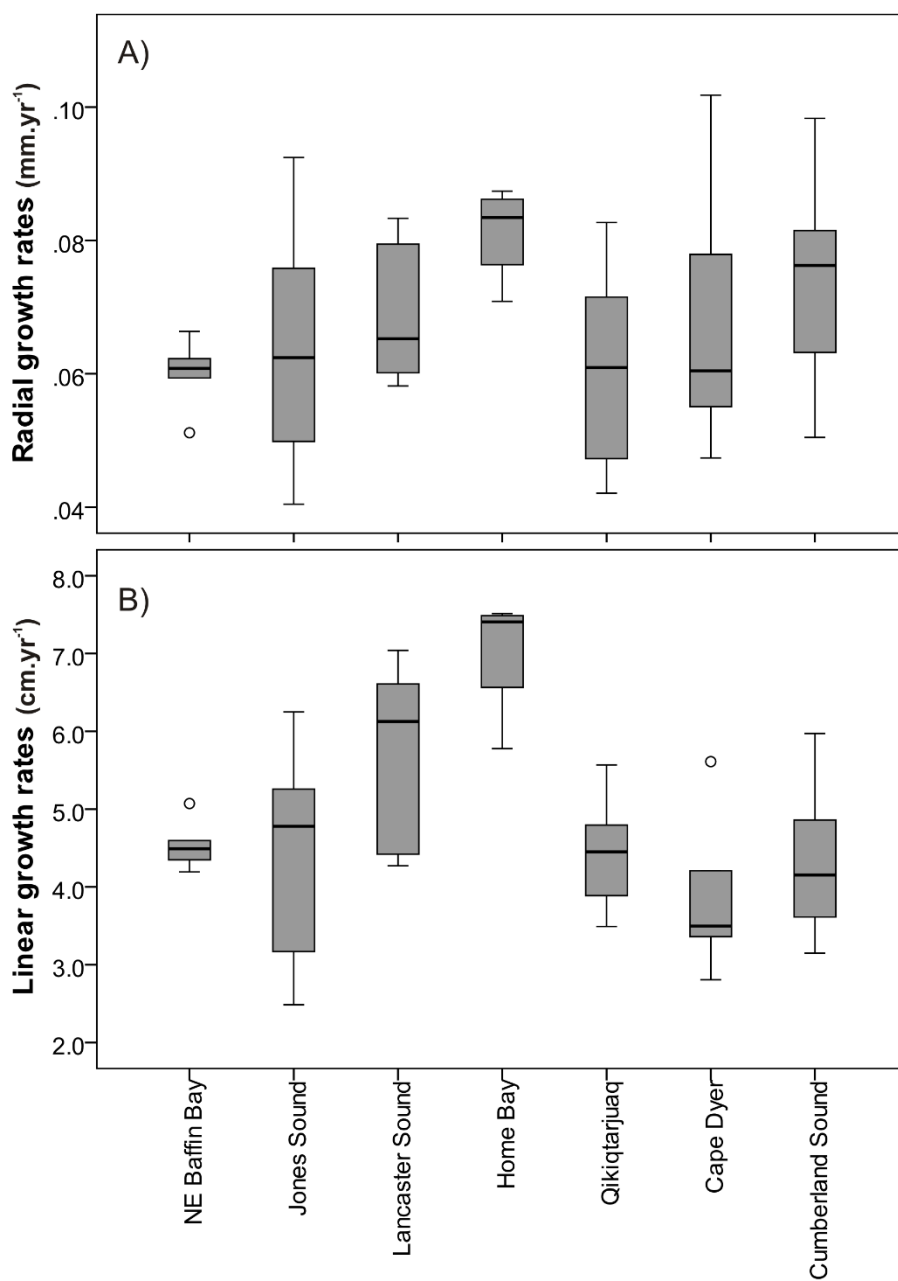 A)
Radial growth rates (mm.yr-1)
.10
.08
.06
.04
B)
Linear growth rates (cm.yr-1)
8.0
7.0
6.0
5.0
4.0
3.0
2.0
NE Baffin Bay
Jones Sound
Lancaster Sound
Home Bay
Qikiqtarjuaq
Cape Dyer
Cumberland Sound